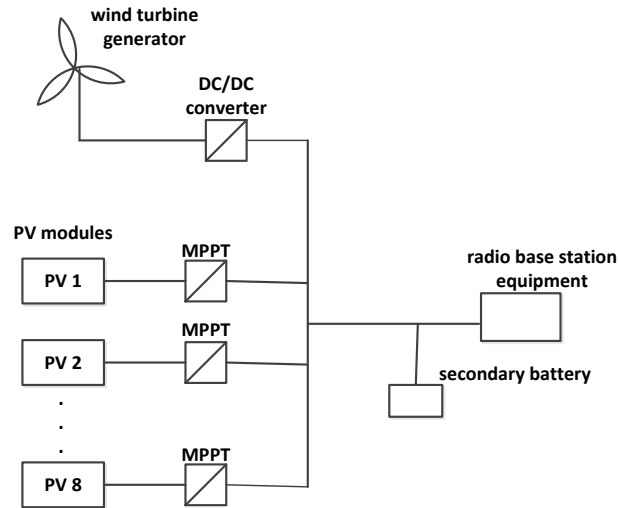 wind turbine
generator
DC/DC
converter
PV modules
MPPT
PV 1
radio base station
equipment
MPPT
PV 2
secondary battery
.
.
.
MPPT
PV 8